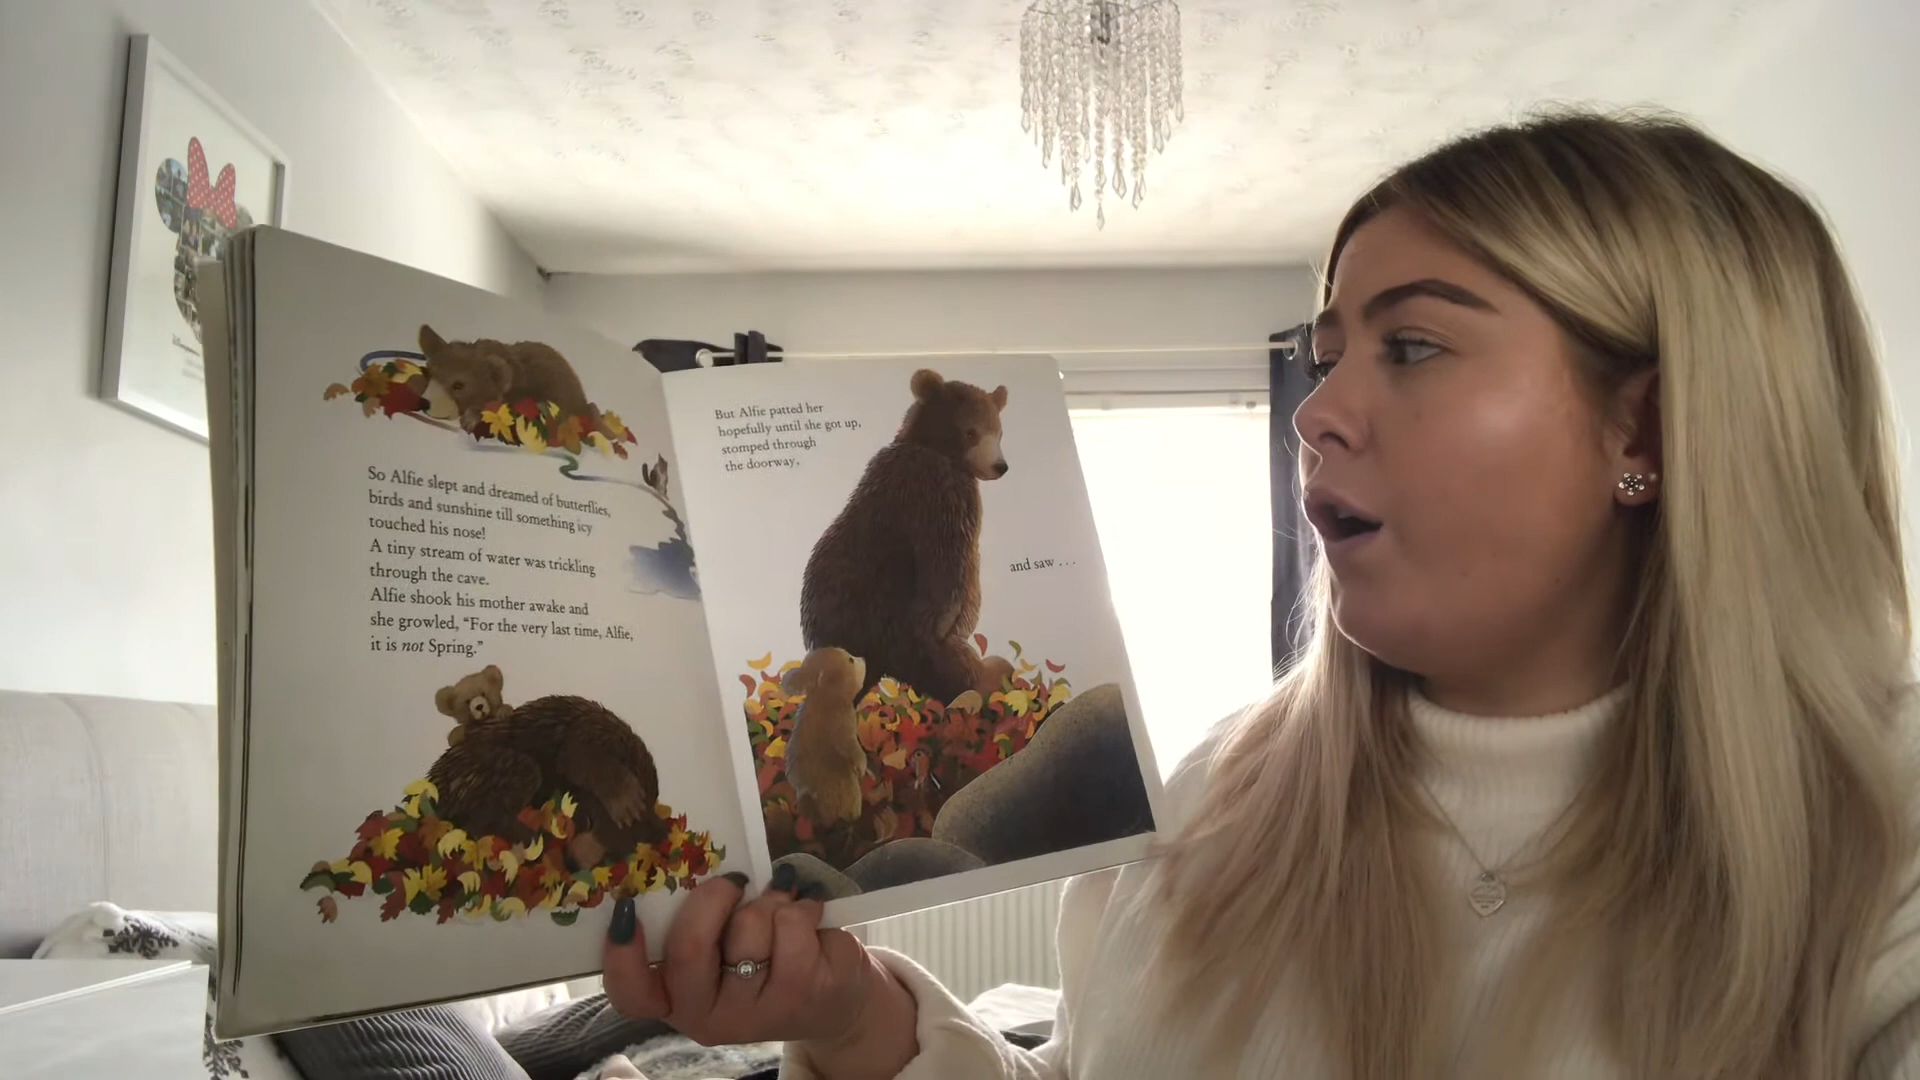 So Alfie slept and dreamed of butterflies,
birds and sunshine till something icy
touched his nose!
A tiny stream of water was trickling
through the cave.
Alfie shook his mother awake and
she growled, “For the very last time, Alfie,
it is not Spring.”
But Alfie patted her
hopefully until she got up,
stomped through
the doorway,
and saw . . .